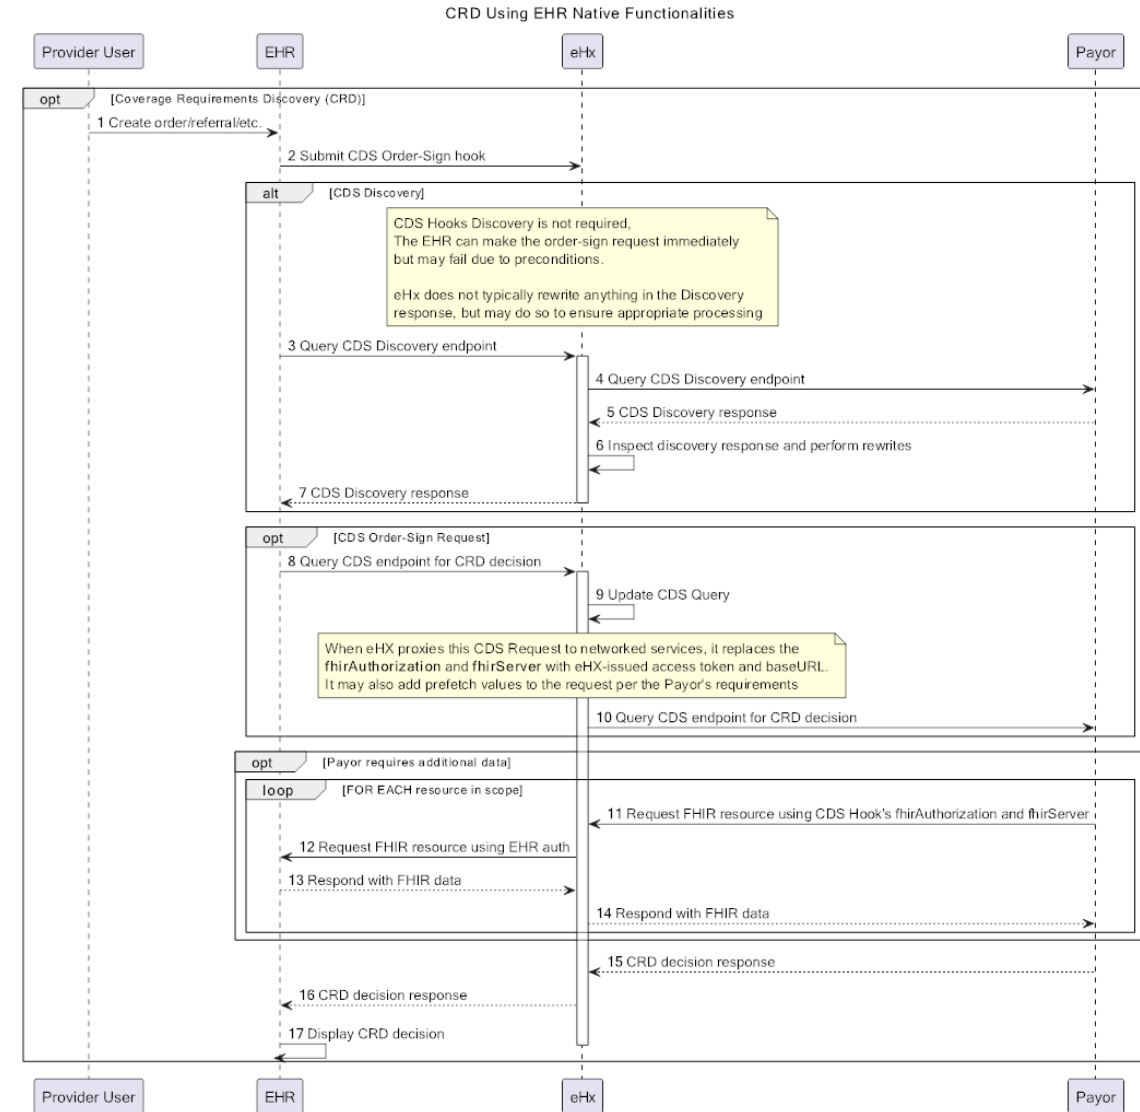 CRD Using EHR Native Functionalities
Provider User
EHR
eHx
Payor
opt
[Coverage Requirements Discovery (CRD)]
1 Create order/referral/etc.
2 Submit CDS Order-Sign hook
alt
[CDS Discovery]
CDS Hooks Discovery is not required,
The EHR can make the order-sign request immediately
but may fail due to preconditions.
eHx does not typically rewrite anything in the Discovery
response, but may do so to ensure appropriate processing
3 Query CDS Discovery endpoint
4 Query CDS Discovery endpoint
5 CDS Discovery response
6 Inspect discovery response and perform rewrites
7 CDS Discovery response
opt
[CDS Order-Sign Request]
8 Query CDS endpoint for CRD decision
9 Update CDS Query
When eHX proxies this CDS Request to networked services, it replaces the
fhirAuthorization and fhirServer with eHX-issued access token and baseURL.
It may also add prefetch values to the request per the Payor's requirements
10 Query CDS endpoint for CRD decision
opt
[Payor requires additional data]
loop
[FOR EACH resource in scope]
11 Request FHIR resource using CDS Hook's fhirAuthorization and fhirServer
12 Request FHIR resource using EHR auth
13 Respond with FHIR data
14 Respond with FHIR data
15 CRD decision response
16 CRD decision response
17 Display CRD decision
Provider User
EHR
eHx
Payor